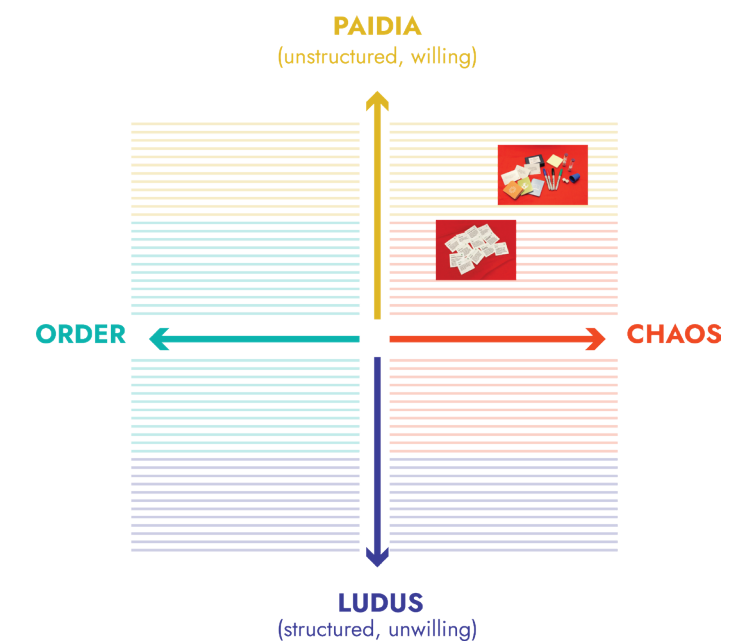 PAIDIA
(unstructured, willing)
ORDER
CHAOS
LUDUS
(structured, unwilling)